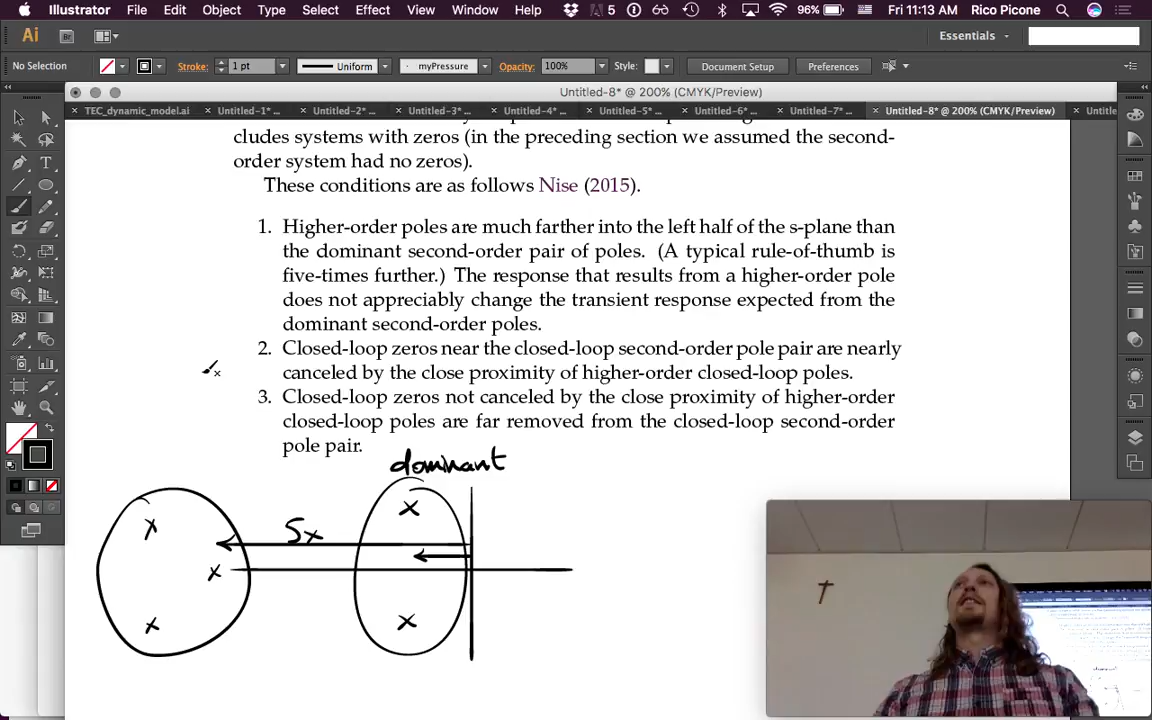 Illustrator File Edit Object Type Select Effect View Window Help 5 96% Fri 11:13 AM Rico Picone
Ai Br Essentials
No Selection Stroke: 1 pt Uniform myPressure Opacity: 100% Style: Document Setup Preferences
Untitled-8* @ 200% (CMYK/Preview)
TEC_dynamic_model.ai Untitled-1* Untitled-2* Untitled-3* Untitled-4* Untitled-5* Untitled-6* Untitled-7* Untitled-8* @ 200% (CMYK/Preview)
cludes systems with zeros (in the preceding section we assumed the second-
order system had no zeros).
These conditions are as follows Nise (2015).
1. Higher-order poles are much farther into the left half of the s-plane than
the dominant second-order pair of poles. (A typical rule-of-thumb is
five-times further.) The response that results from a higher-order pole
does not appreciably change the transient response expected from the
dominant second-order poles.
2. Closed-loop zeros near the closed-loop second-order pole pair are nearly
canceled by the close proximity of higher-order closed-loop poles.
3. Closed-loop zeros not canceled by the close proximity of higher-order
closed-loop poles are far removed from the closed-loop second-order
pole pair.
dominant
x x
5x
x
x x